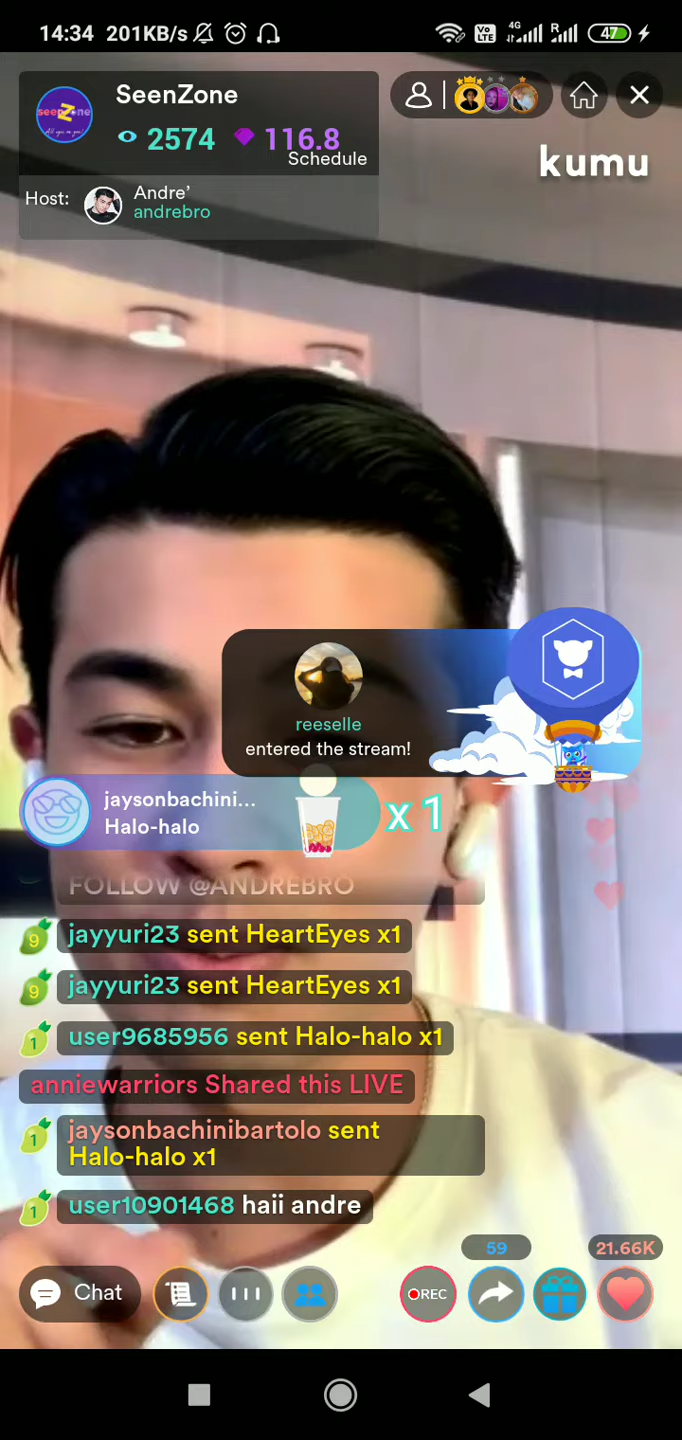 14:34 201KB/s
Vo LTE 4G R 47
SeenZone
2574 116.8
Schedule
kumu
Host: Andre’
andrebro
reeselle
entered the stream!
jaysonbachini...
Halo-halo
x 1
FOLLOW @ANDREBRO
9 jayyuri23 sent HeartEyes x1
9 jayyuri23 sent HeartEyes x1
1 user9685956 sent Halo-halo x1
anniewarriors Shared this LIVE
1 jaysonbachinibartolo sent
Halo-halo x1
1 user10901468 haii andre
59 21.66K
Chat REC